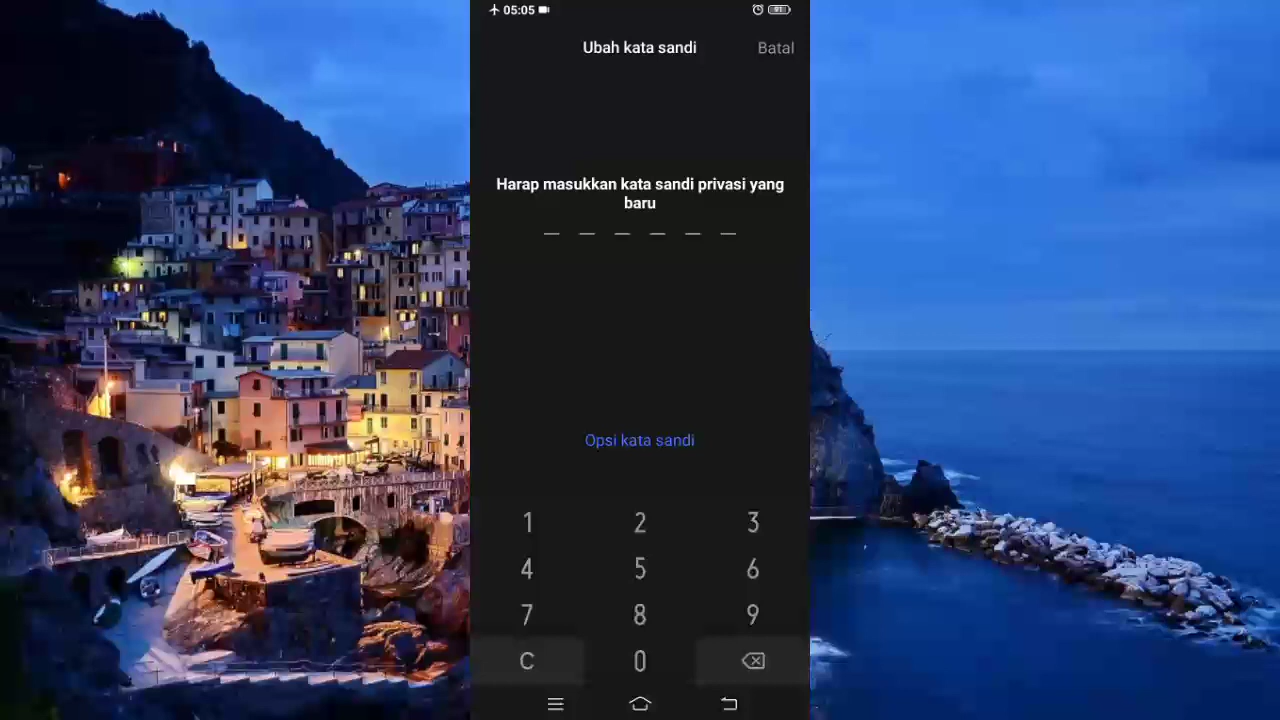 05:05
91
Ubah kata sandi
Batal
Harap masukkan kata sandi privasi yang
baru
Opsi kata sandi
1 2 3
4 5 6
7 8 9
C 0